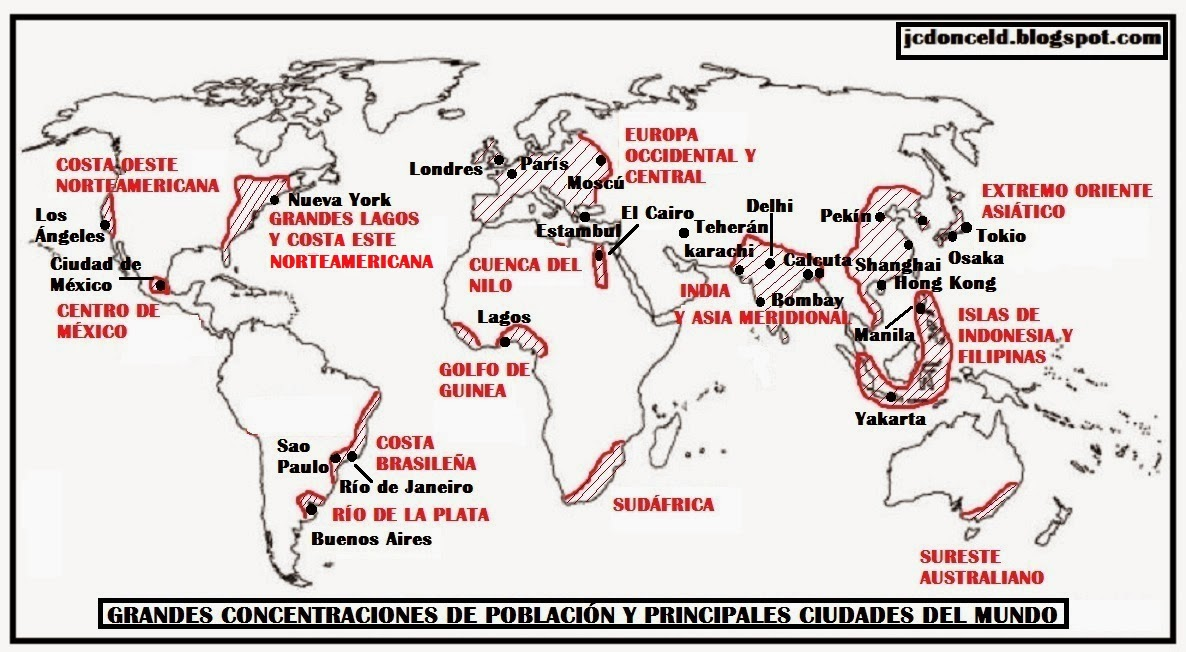 jcdonceld.blogspot.com
COSTA OESTE
NORTEAMERICANA
Los
Ángeles
Ciudad de
México
CENTRO DE
MÉXICO
Nueva York
GRANDES LAGOS
Y COSTA ESTE
NORTEAMERICANA
Sao
Paulo
COSTA
BRASILEÑA
Río de Janeiro
RÍO DE LA PLATA
Buenos Aires
Londres
París
Moscú
EUROPA
OCCIDENTAL Y
CENTRAL
Estambul
El Cairo
CUENCA DEL
NILO
Lagos
GOLFO DE
GUINEA
SUDÁFRICA
Teherán
karachi
Delhi
Calcuta
Bombay
INDIA
Y ASIA MERIDIONAL
Pekín
Shanghai
Hong Kong
EXTREMO ORIENTE
ASIÁTICO
Tokio
Osaka
Manila
ISLAS DE
INDONESIA Y
FILIPINAS
Yakarta
SURESTE
AUSTRALIANO
GRANDES CONCENTRACIONES DE POBLACIÓN Y PRINCIPALES CIUDADES DEL MUNDO